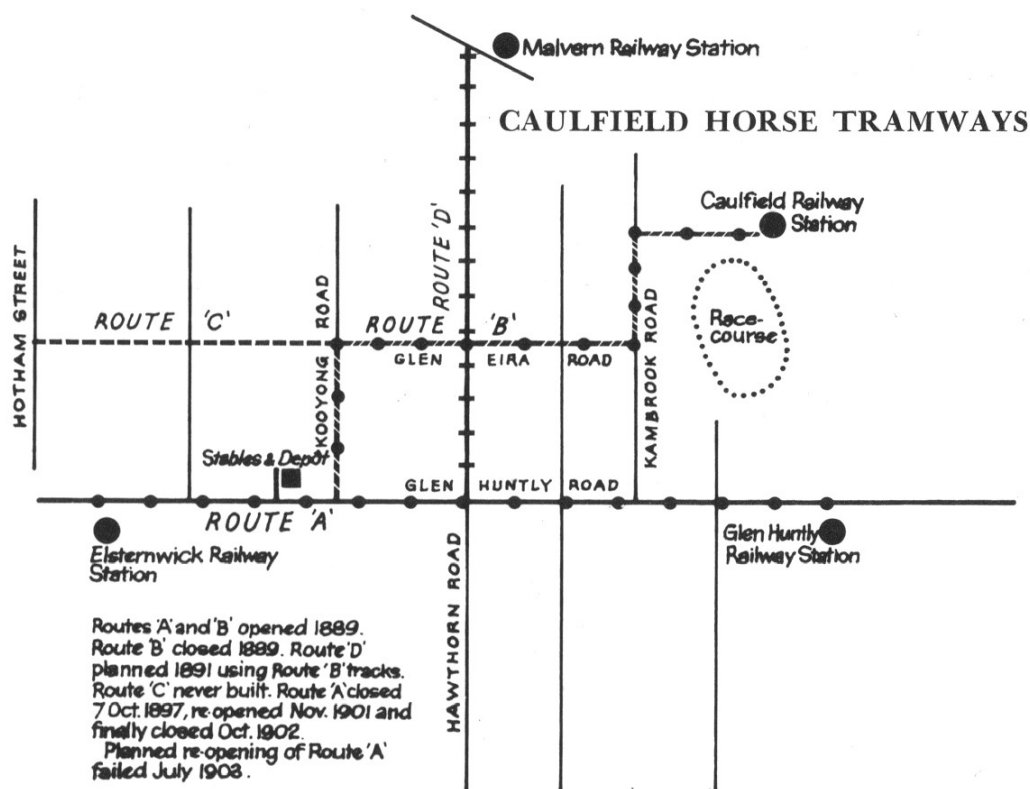 Malvern Railway Station
CAULFIELD HORSE TRAMWAYS
Caulfield Railway
Station
HOTHAM STREET
ROUTE 'C'
KOOYONG ROAD
ROUTE 'D'
ROUTE 'B'
GLEN EIRA ROAD
KAMBROOK ROAD
Race-
course
Stables & Depôt
GLEN HUNTLY ROAD
ROUTE 'A'
Elsternwick Railway
Station
HAWTHORN ROAD
Glen Huntly
Railway Station
Routes 'A' and 'B' opened 1889.
Route 'B' closed 1889. Route 'D'
planned 1891 using Route 'B' tracks.
Route 'C' never built. Route 'A' closed
7 Oct. 1897, re-opened Nov. 1901 and
finally closed Oct. 1902.
Planned re-opening of Route 'A'
failed July 1903.